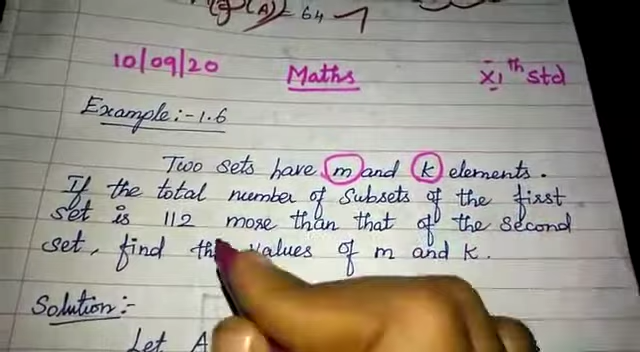 (A) = 64
10/09/20 Maths XIth Std
Example:-1.6
Two sets have m and k elements.
If the total number of subsets of the first
set is 112 more than that of the second
set, find values of m and k.
Solution:-
Let A